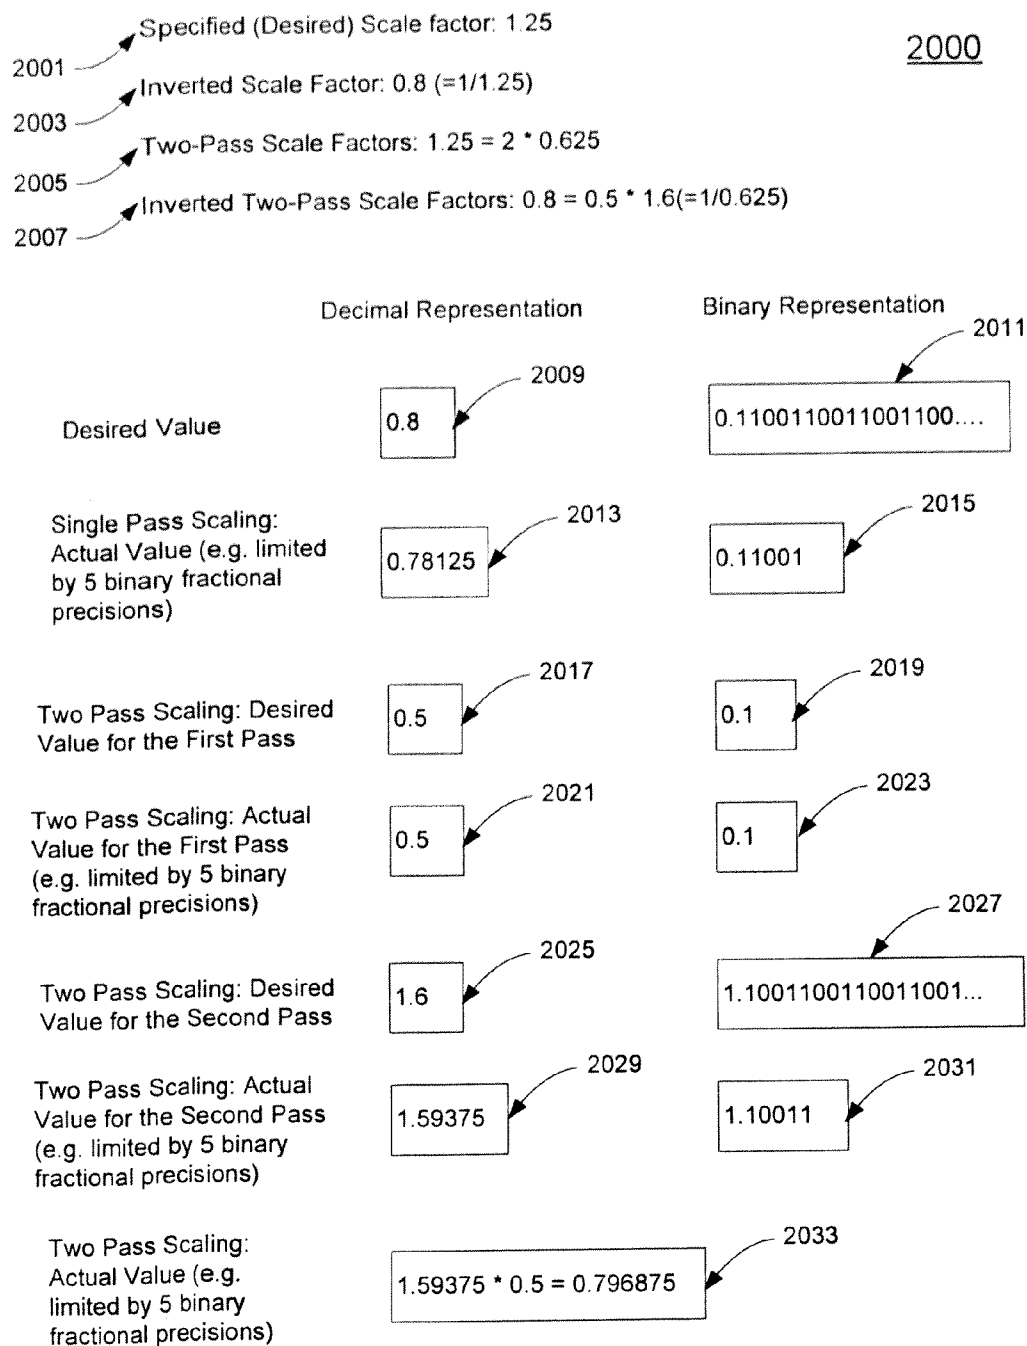 Specified (Desired) Scale factor: 1.25
2000
2001
Inverted Scale Factor: 0.8 (=1/1.25)
2003
Two-Pass Scale Factors: 1.25 = 2 * 0.625
2005
Inverted Two-Pass Scale Factors: 0.8 = 0.5 * 1.6(=1/0.625)
2007
Decimal Representation
Binary Representation
2011
2009
Desired Value
0.8
0.1100110011001100....
Single Pass Scaling:
Actual Value (e.g. limited
by 5 binary fractional
precisions)
2013
0.78125
2015
0.11001
Two Pass Scaling: Desired
Value for the First Pass
2017
0.5
2019
0.1
Two Pass Scaling: Actual
Value for the First Pass
(e.g. limited by 5 binary
fractional precisions)
2021
0.5
2023
0.1
Two Pass Scaling: Desired
Value for the Second Pass
2025
1.6
2027
1.1001100110011001...
Two Pass Scaling: Actual
Value for the Second Pass
(e.g. limited by 5 binary
fractional precisions)
2029
1.59375
2031
1.10011
Two Pass Scaling:
Actual Value (e.g.
limited by 5 binary
fractional precisions)
2033
1.59375 * 0.5 = 0.796875